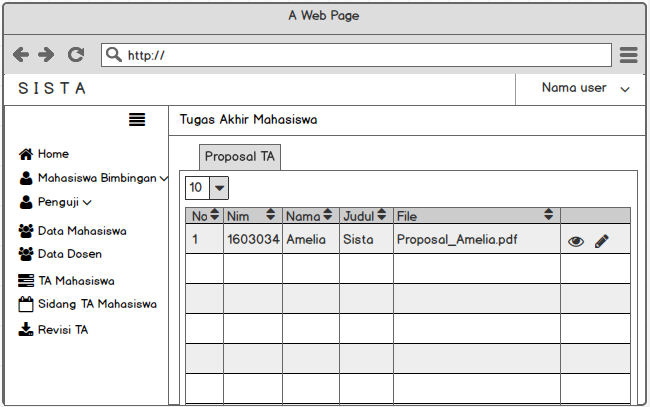 A Web Page
http://
SISTA
Nama user
Tugas Akhir Mahasiswa
Home
Mahasiswa Bimbingan
Penguji
Data Mahasiswa
Data Dosen
TA Mahasiswa
Sidang TA Mahasiswa
Revisi TA
Proposal TA
10
No Nim Nama Judul File
1 1603034 Amelia Sista Proposal_Amelia.pdf